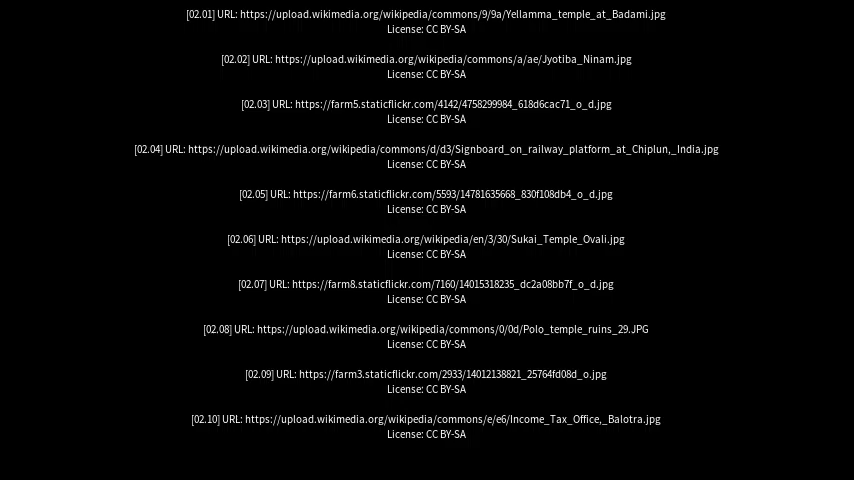 [02.01] URL: https://upload.wikimedia.org/wikipedia/commons/9/9a/Yellamma_temple_at_Badami.jpg
License: CC BY-SA
[02.02] URL: https://upload.wikimedia.org/wikipedia/commons/a/ae/Jyotiba_Ninam.jpg
License: CC BY-SA
[02.03] URL: https://farm5.staticflickr.com/4142/4758299984_618d6cac71_o_d.jpg
License: CC BY-SA
[02.04] URL: https://upload.wikimedia.org/wikipedia/commons/d/d3/Signboard_on_railway_platform_at_Chiplun,_India.jpg
License: CC BY-SA
[02.05] URL: https://farm6.staticflickr.com/5593/14781635668_830f108db4_o_d.jpg
License: CC BY-SA
[02.06] URL: https://upload.wikimedia.org/wikipedia/en/3/30/Sukai_Temple_Ovali.jpg
License: CC BY-SA
[02.07] URL: https://farm8.staticflickr.com/7160/14015318235_dc2a08bb7f_o_d.jpg
License: CC BY-SA
[02.08] URL: https://upload.wikimedia.org/wikipedia/commons/0/0d/Polo_temple_ruins_29.JPG
License: CC BY-SA
[02.09] URL: https://farm3.staticflickr.com/2933/14012138821_25764fd08d_o.jpg
License: CC BY-SA
[02.10] URL: https://upload.wikimedia.org/wikipedia/commons/e/e6/Income_Tax_Office,_Balotra.jpg
License: CC BY-SA